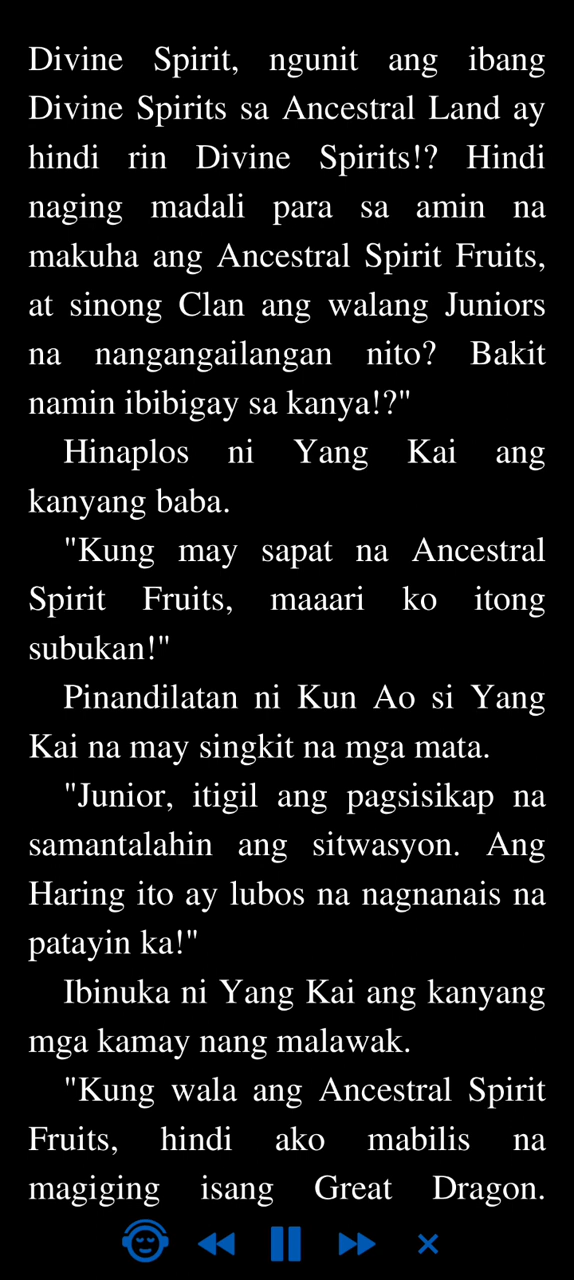 Divine Spirit, ngunit ang ibang
Divine Spirits sa Ancestral Land ay
hindi rin Divine Spirits!? Hindi
naging madali para sa amin na
makuha ang Ancestral Spirit Fruits,
at sinong Clan ang walang Juniors
na nangangailangan nito? Bakit
namin ibibigay sa kanya!?"
Hinaplos ni Yang Kai ang
kanyang baba.
"Kung may sapat na Ancestral
Spirit Fruits, maaari ko itong
subukan!"
Pinandilatan ni Kun Ao si Yang
Kai na may singkit na mga mata.
"Junior, itigil ang pagsisikap na
samantalahin ang sitwasyon. Ang
Haring ito ay lubos na nagnanais na
patayin ka!"
Ibinuka ni Yang Kai ang kanyang
mga kamay nang malawak.
"Kung wala ang Ancestral Spirit
Fruits, hindi ako mabilis na
magiging isang Great Dragon.